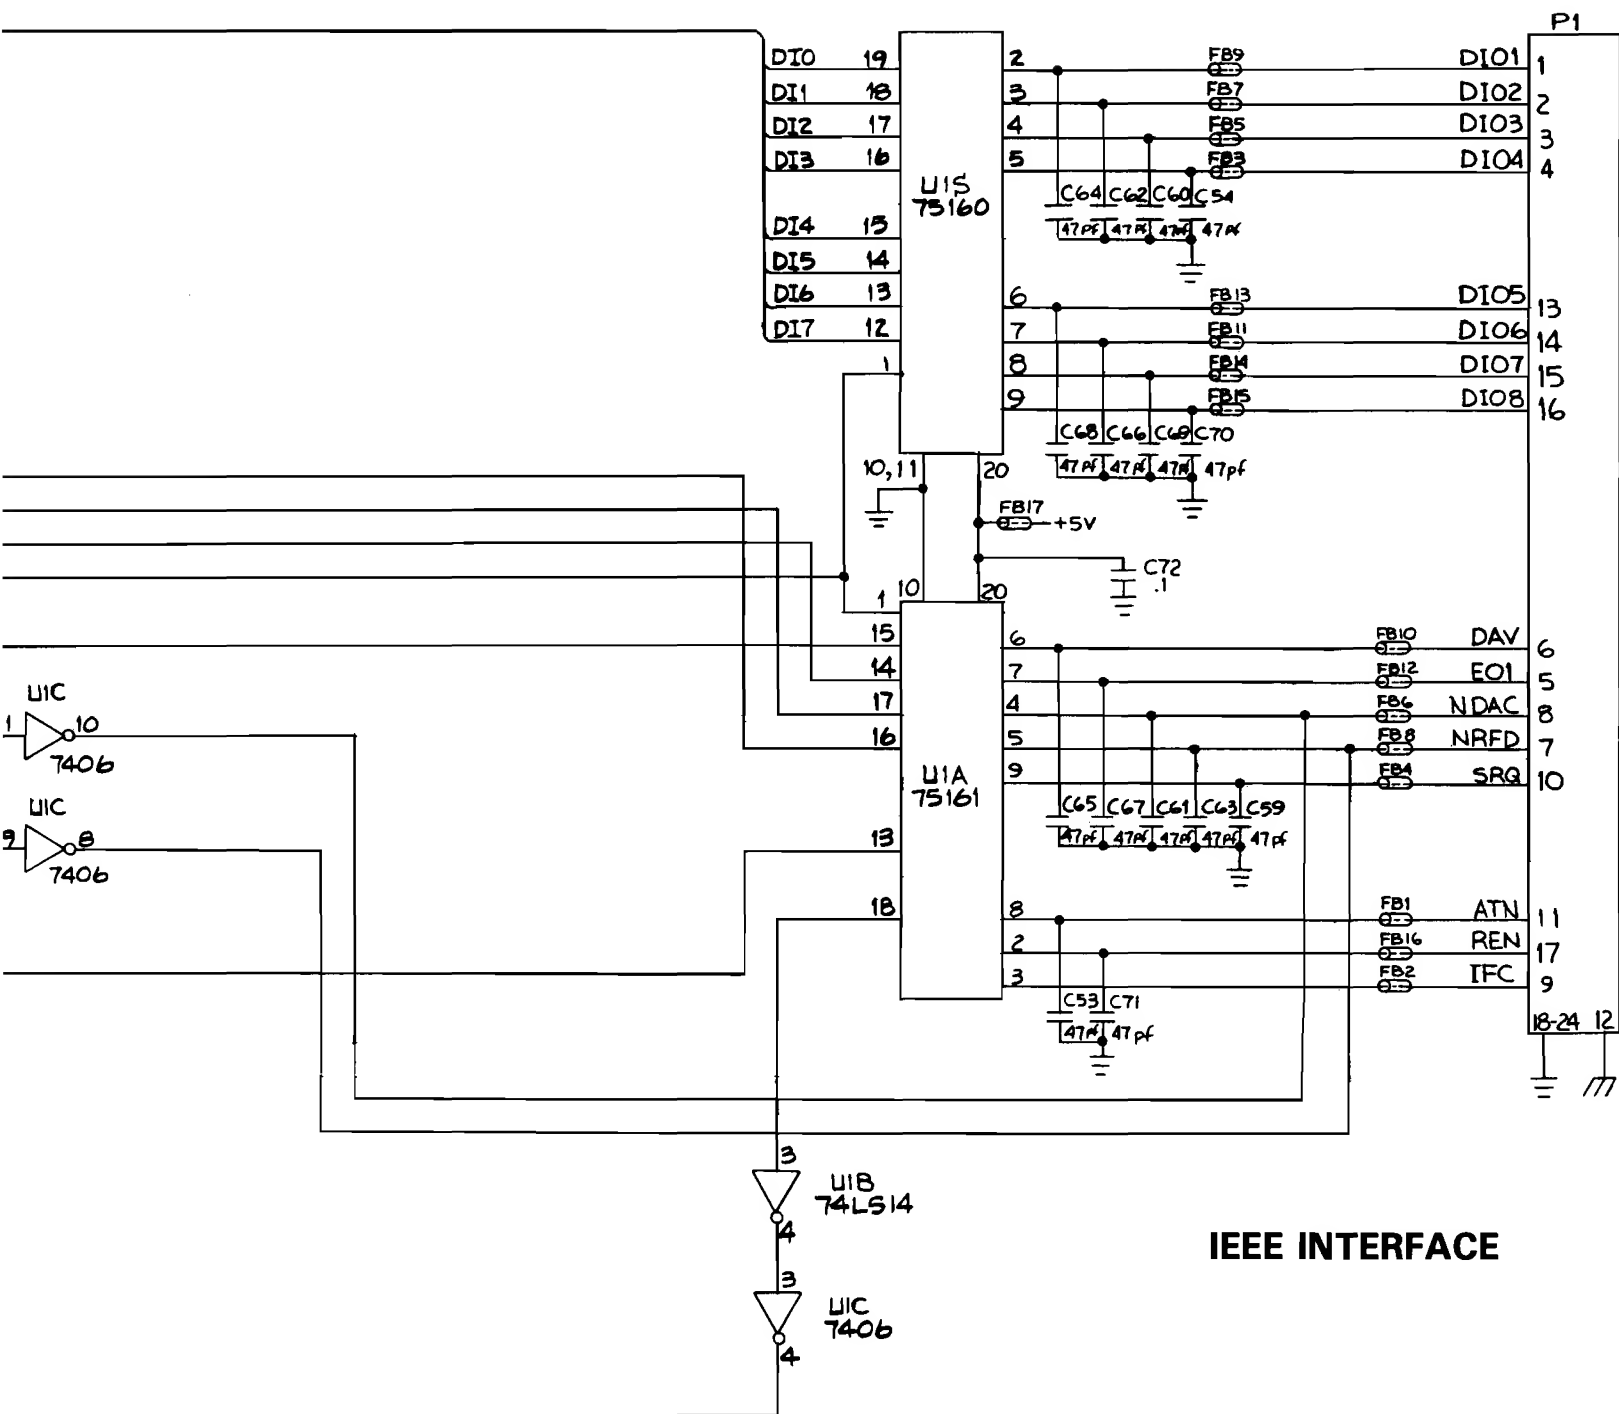 P1
DI0 19 2 FB9 DIO1 1
DI1 18 3 FB7 DIO2 2
DI2 17 4 FB5 DIO3 3
DI3 16 5 FB3 DIO4 4
U1S
75160
C64 C62 C60 C54
47pf 47pf 47pf 47pf
DI4 15
DI5 14
DI6 13 6 FB13 DIO5 13
DI7 12 7 FB11 DIO6 14
1 8 FB14 DIO7 15
9 FB15 DIO8 16
C68 C66 C69 C70
47pf 47pf 47pf 47pf
10,11 20
FB17
+5V
C72
.1
10 20
1
15 6 FB10 DAV 6
14 7 FB12 EOI 5
17 4 FB6 NDAC 8
16 5 FB8 NRFD 7
9 FB4 SRQ 10
U1C
1 10
7406
U1A
75161
C65 C67 C61 C63 C59
47pf 47pf 47pf 47pf 47pf
U1C
9 8
7406
13
18 8 FB1 ATN 11
2 FB16 REN 17
3 FB2 IFC 9
C53 C71
47pf 47pf
18-24 12
3
U1B
74LS14
4
3
U1C
7406
4
IEEE INTERFACE